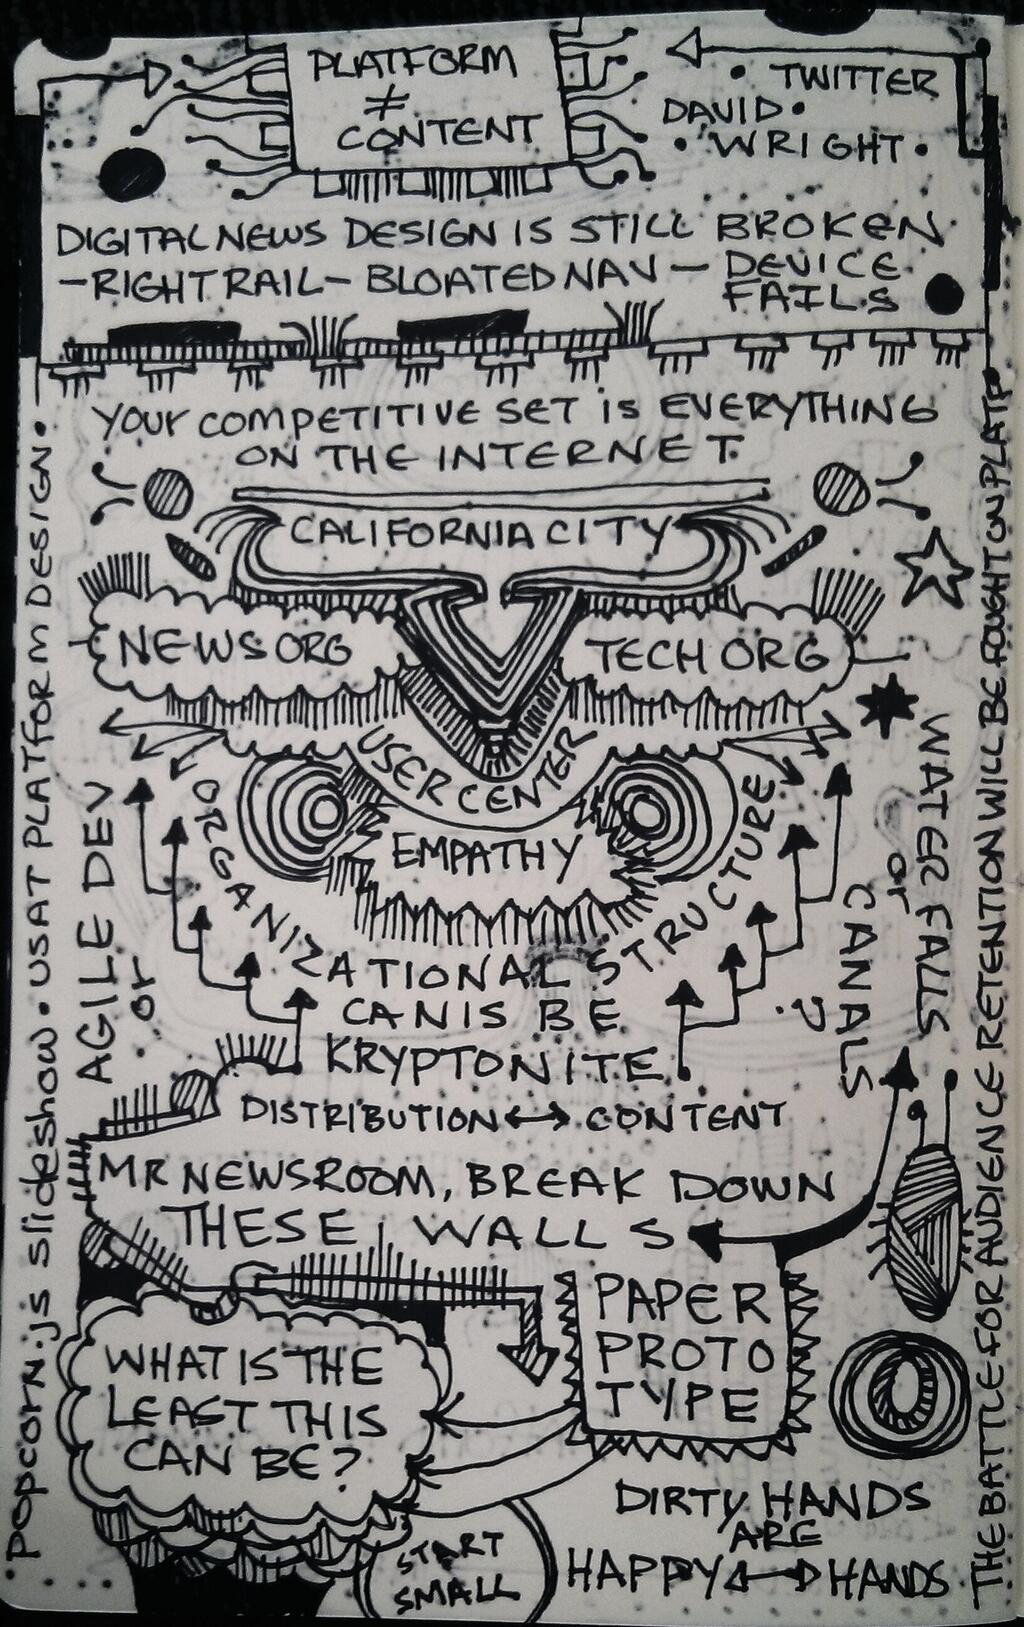 PLATFORM
≠
CONTENT
• TWITTER
DAVID •
• WRIGHT •
DIGITAL NEWS DESIGN IS STILL BROKEN
- RIGHT RAIL - BLOATED NAV - DEVICE
FAILS
YOUR COMPETITIVE SET IS EVERYTHING
ON THE INTERNET.
CALIFORNIA CITY
NEWS ORG
TECH ORG
USER CENTER
EMPATHY
ORGANIZATIONAL STRUCTURE
CAN IS BE
KRYPTONITE
AGILE DEV
or
WATER FALLS
or
CANALS
DISTRIBUTION ↔ CONTENT
MR NEWSROOM, BREAK DOWN
THESE WALLS
PAPER
PROTO
TYPE
WHAT IS THE
LEAST THIS
CAN BE?
START
SMALL
DIRTY HANDS
ARE
HAPPY ↔ HANDS
popcorn.js slideshow • USAT PLATFORM DESIGN •
THE BATTLE FOR AUDIENCE RETENTION WILL BE FOUGHT ON PLATF